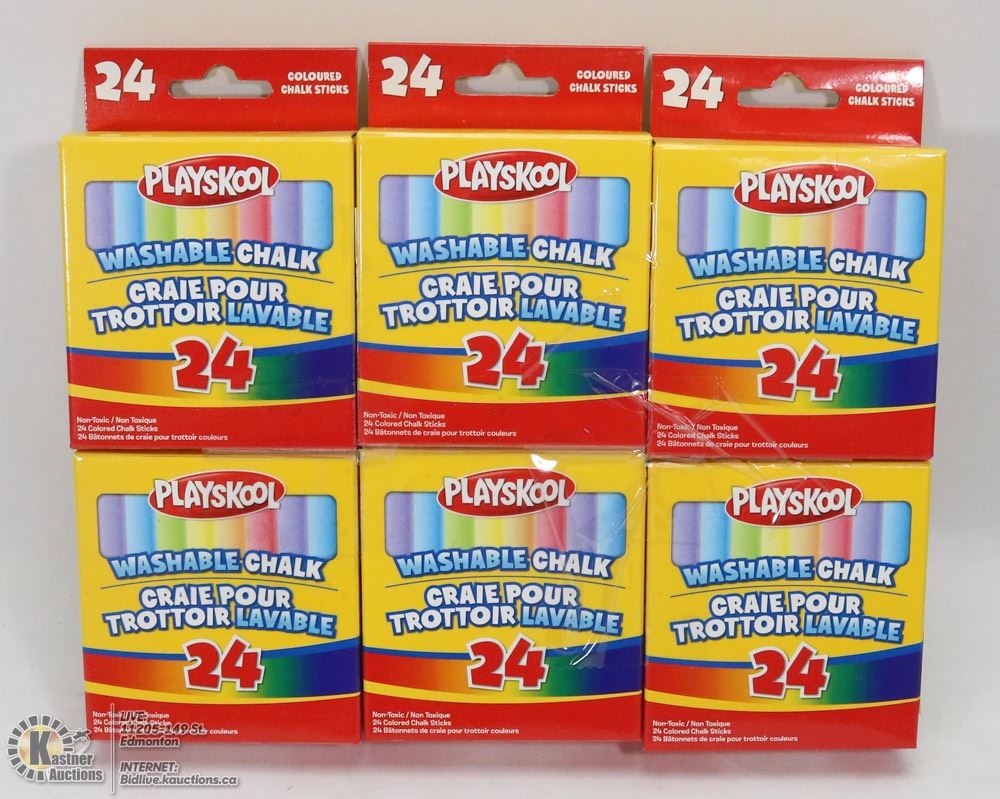 24
COLOURED
CHALK STICKS
24
COLOURED
CHALK STICKS
24
COLOURED
CHALK STICKS
PLAYSKOOL
WASHABLE CHALK
CRAIE POUR
TROTTOIR LAVABLE
24
Non-Toxic / Non Toxique
24 Colored Chalk Sticks
24 Bâtonnets de craie pour trottoir couleurs
PLAYSKOOL
WASHABLE CHALK
CRAIE POUR
TROTTOIR LAVABLE
24
Non-Toxic / Non Toxique
24 Colored Chalk Sticks
24 Bâtonnets de craie pour trottoir couleurs
PLAYSKOOL
WASHABLE CHALK
CRAIE POUR
TROTTOIR LAVABLE
24
Non-Toxic / Non Toxique
24 Colored Chalk Sticks
24 Bâtonnets de craie pour trottoir couleurs
PLAYSKOOL
WASHABLE CHALK
CRAIE POUR
TROTTOIR LAVABLE
24
PLAYSKOOL
WASHABLE CHALK
CRAIE POUR
TROTTOIR LAVABLE
24
Non-Toxic / Non Toxique
24 Colored Chalk Sticks
24 Bâtonnets de craie pour trottoir couleurs
PLAYSKOOL
WASHABLE CHALK
CRAIE POUR
TROTTOIR LAVABLE
24
Non-Toxic / Non Toxique
24 Colored Chalk Sticks
24 Bâtonnets de craie pour trottoir couleurs
Kastner
Auctions
LIVE:
11205-149 St.
Edmonton
INTERNET:
Bidlive.kauctions.ca